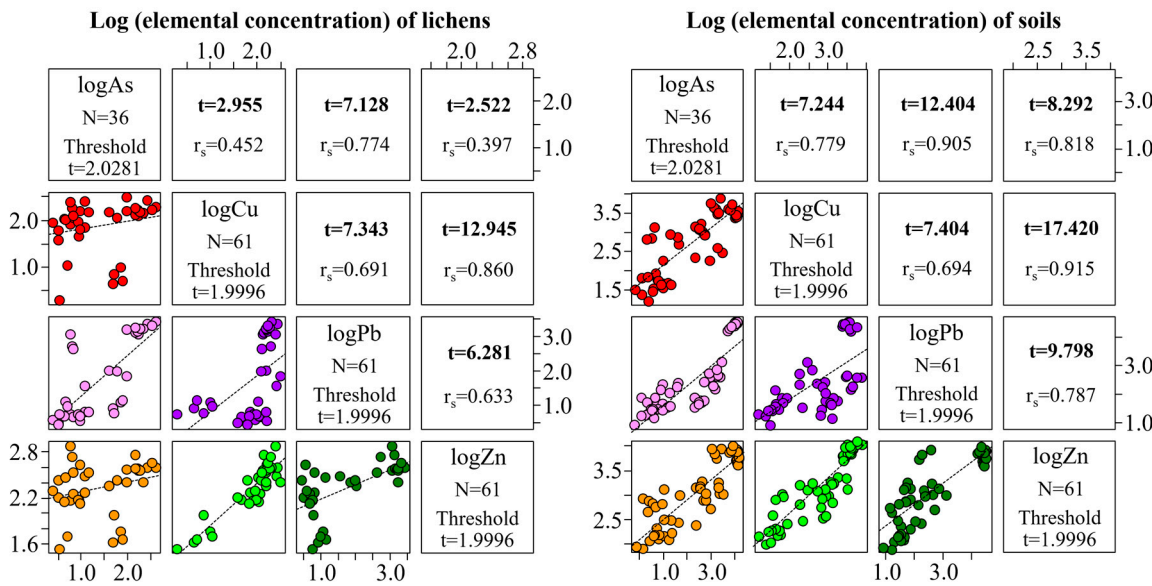 Log (elemental concentration) of lichens
1.0 2.0 2.0 2.8
logAs
N=36
Threshold
t=2.0281
t=2.955
rs=0.452
t=7.128
rs=0.774
t=2.522
rs=0.397
2.0
1.0
2.0
1.0
logCu
N=61
Threshold
t=1.9996
t=7.343
rs=0.691
t=12.945
rs=0.860
logPb
N=61
Threshold
t=1.9996
t=6.281
rs=0.633
3.0
2.0
1.0
2.8
2.2
1.6
logZn
N=61
Threshold
t=1.9996
1.0 2.0 1.0 3.0
Log (elemental concentration) of soils
2.0 3.0 2.5 3.5
logAs
N=36
Threshold
t=2.0281
t=7.244
rs=0.779
t=12.404
rs=0.905
t=8.292
rs=0.818
3.0
1.0
3.5
2.5
1.5
logCu
N=61
Threshold
t=1.9996
t=7.404
rs=0.694
t=17.420
rs=0.915
logPb
N=61
Threshold
t=1.9996
t=9.798
rs=0.787
3.0
1.0
3.5
2.5
logZn
N=61
Threshold
t=1.9996
1.0 3.0 1.0 3.0